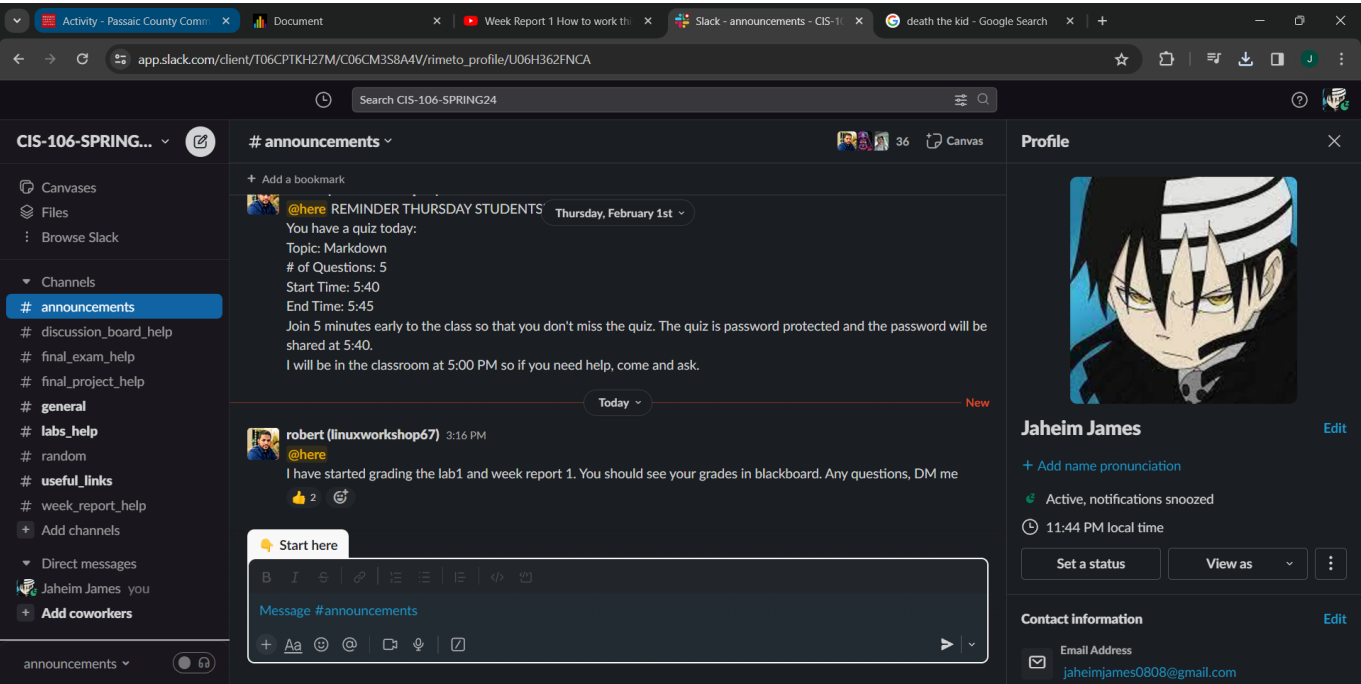 Activity - Passaic County Comm
Document
Week Report 1 How to work thi
Slack - announcements - CIS-10
death the kid - Google Search
app.slack.com/client/T06CPTKH27M/C06CM3S8A4V/rimeto_profile/U06H362FNCA
J
Search CIS-106-SPRING24
CIS-106-SPRING...
Canvases
Files
Browse Slack
Channels
# announcements
# discussion_board_help
# final_exam_help
# final_project_help
# general
# labs_help
# random
# useful_links
# week_report_help
+ Add channels
Direct messages
Jaheim James you
+ Add coworkers
announcements
# announcements
36
Canvas
+ Add a bookmark
@here REMINDER THURSDAY STUDENTS
Thursday, February 1st
You have a quiz today:
Topic: Markdown
# of Questions: 5
Start Time: 5:40
End Time: 5:45
Join 5 minutes early to the class so that you don't miss the quiz. The quiz is password protected and the password will be
shared at 5:40.
I will be in the classroom at 5:00 PM so if you need help, come and ask.
Today
New
robert (linuxworkshop67) 3:16 PM
@here
I have started grading the lab1 and week report 1. You should see your grades in blackboard. Any questions, DM me
2
Start here
B I S
Message #announcements
+ Aa @
Profile
Jaheim James
Edit
+ Add name pronunciation
Active, notifications snoozed
11:44 PM local time
Set a status
View as
Contact information
Edit
Email Address
jaheimjames0808@gmail.com